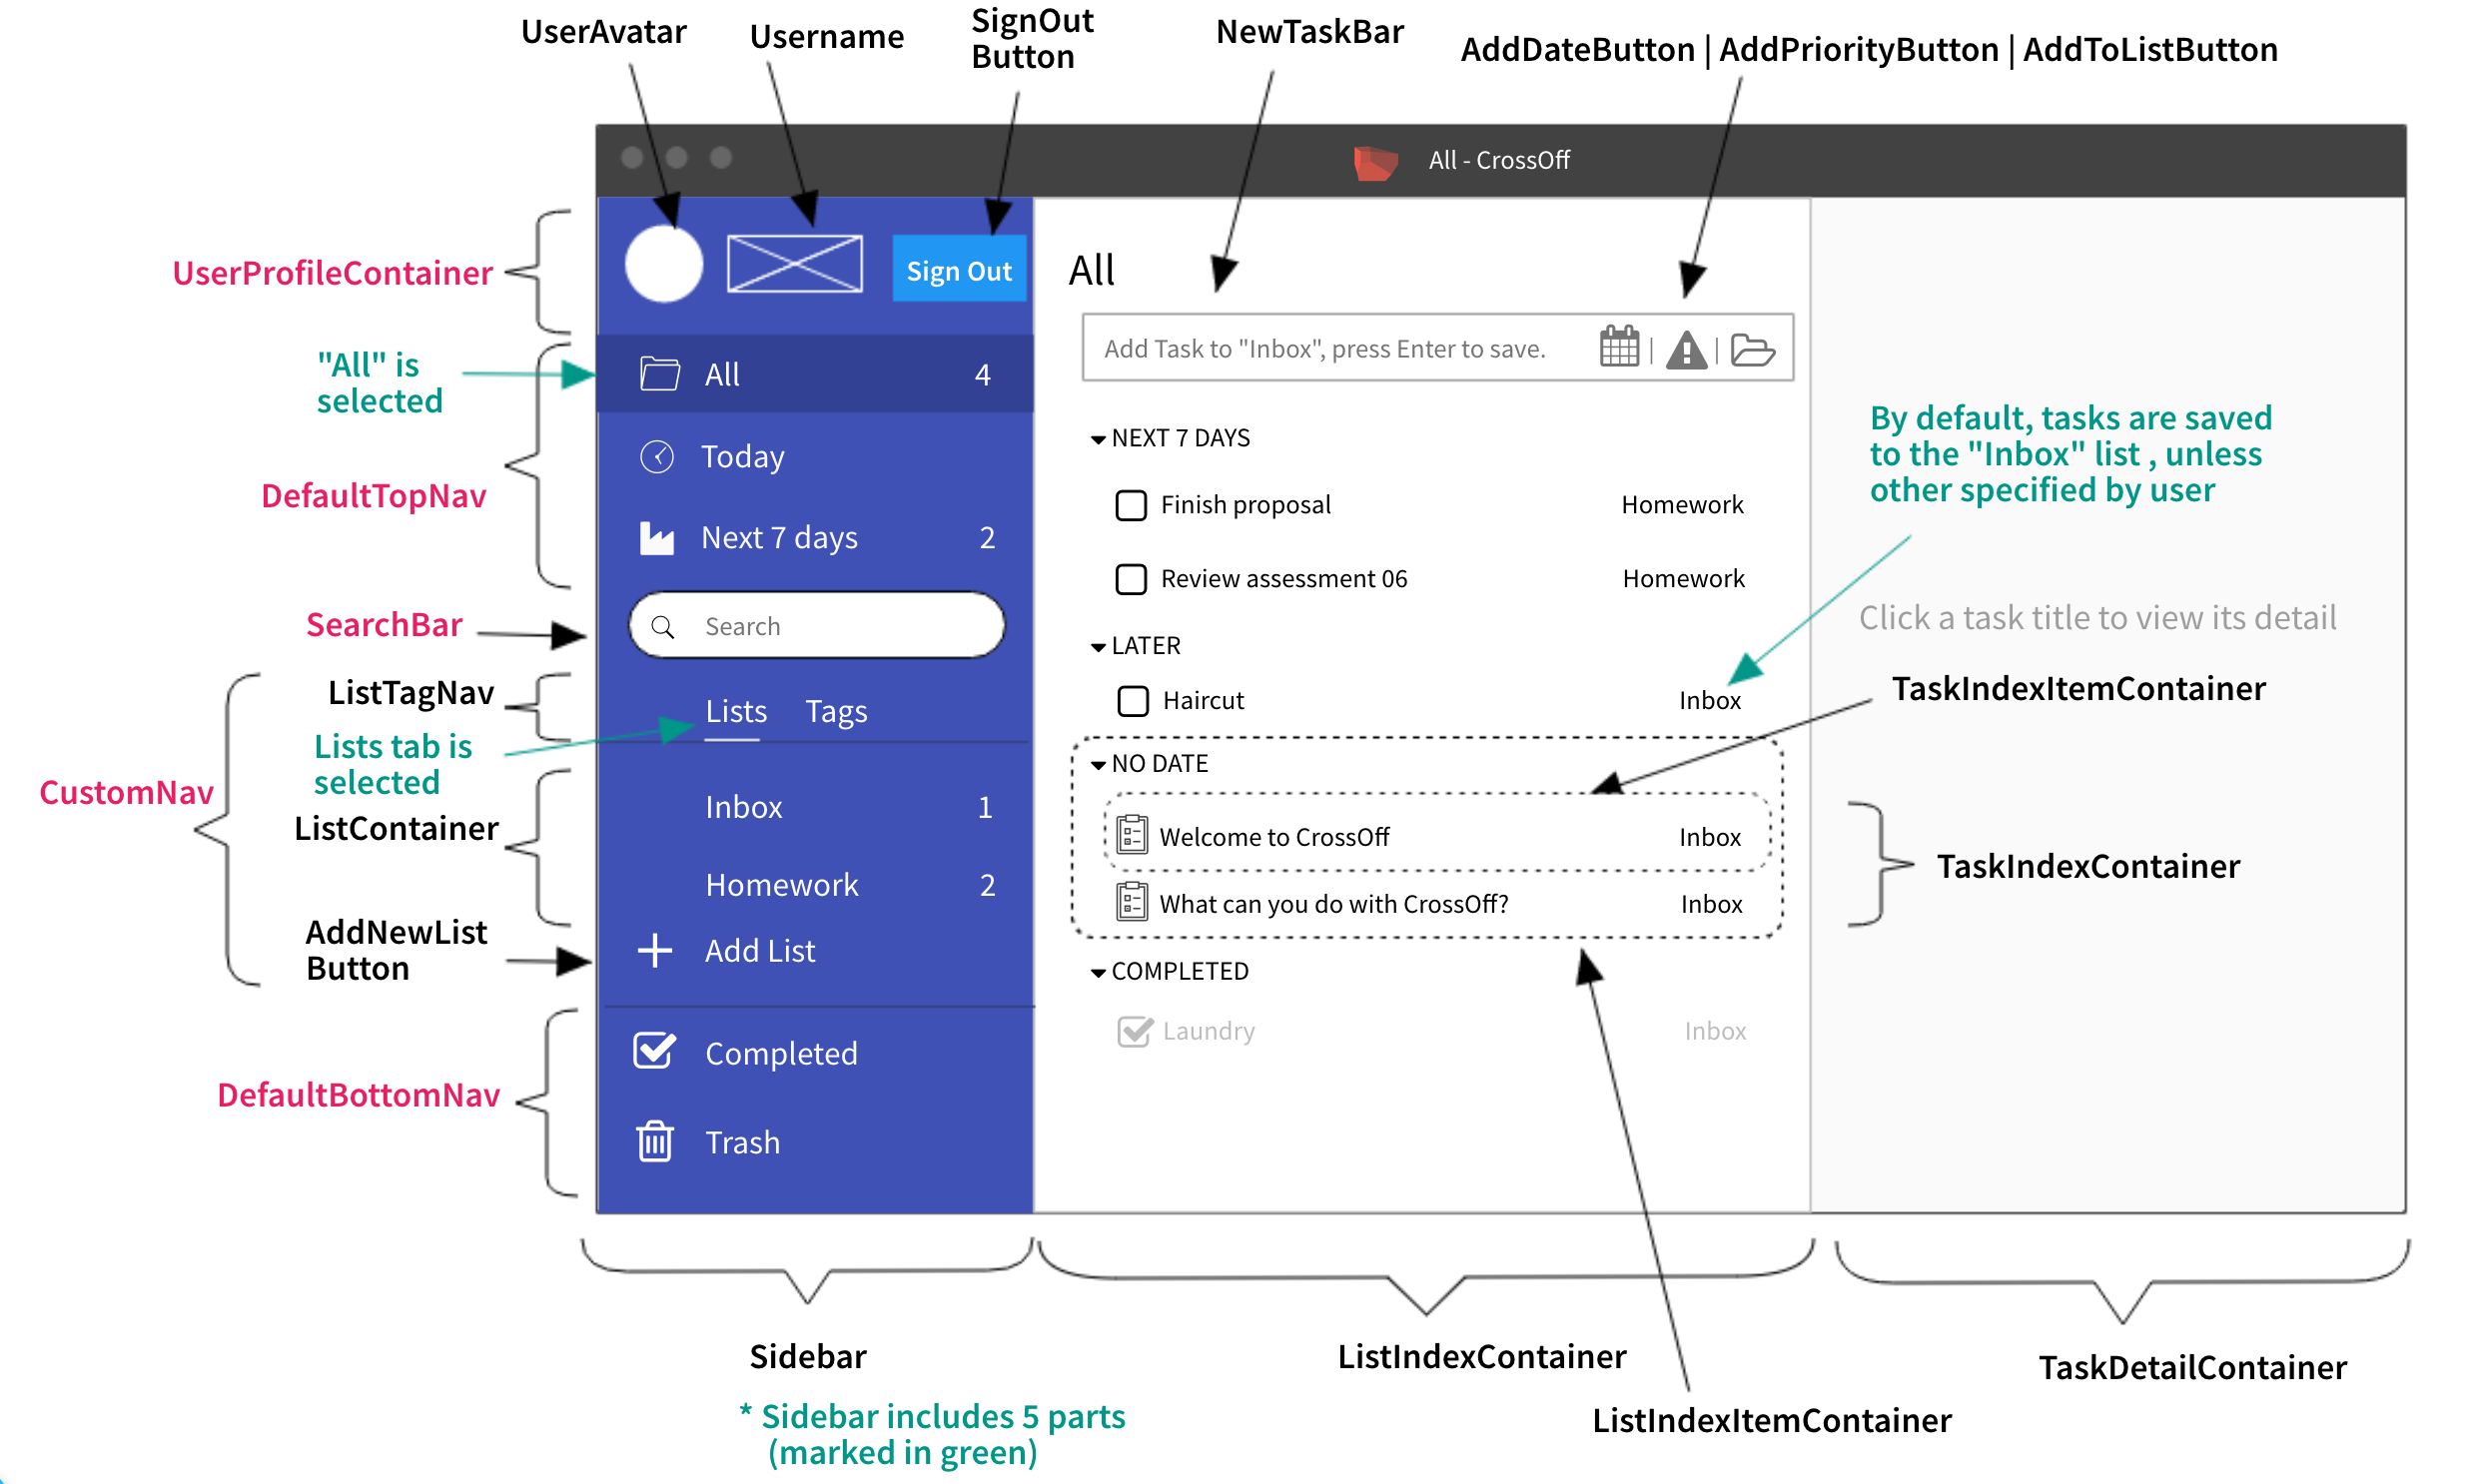 UserAvatar
Username
SignOut
Button
NewTaskBar
AddDateButton | AddPriorityButton | AddToListButton
All - CrossOff
UserProfileContainer
Sign Out
All
"All" is
selected
All 4
Add Task to "Inbox", press Enter to save.
DefaultTopNav
Today
Next 7 days 2
NEXT 7 DAYS
Finish proposal Homework
Review assessment 06 Homework
By default, tasks are saved
to the "Inbox" list , unless
other specified by user
SearchBar
Search
Click a task title to view its detail
LATER
Haircut Inbox
TaskIndexItemContainer
ListTagNav
Lists Tags
Lists tab is
selected
CustomNav
ListContainer
Inbox 1
Homework 2
NO DATE
Welcome to CrossOff Inbox
What can you do with CrossOff? Inbox
TaskIndexContainer
AddNewList
Button
Add List
COMPLETED
Laundry Inbox
DefaultBottomNav
Completed
Trash
Sidebar
* Sidebar includes 5 parts
(marked in green)
ListIndexContainer
ListIndexItemContainer
TaskDetailContainer